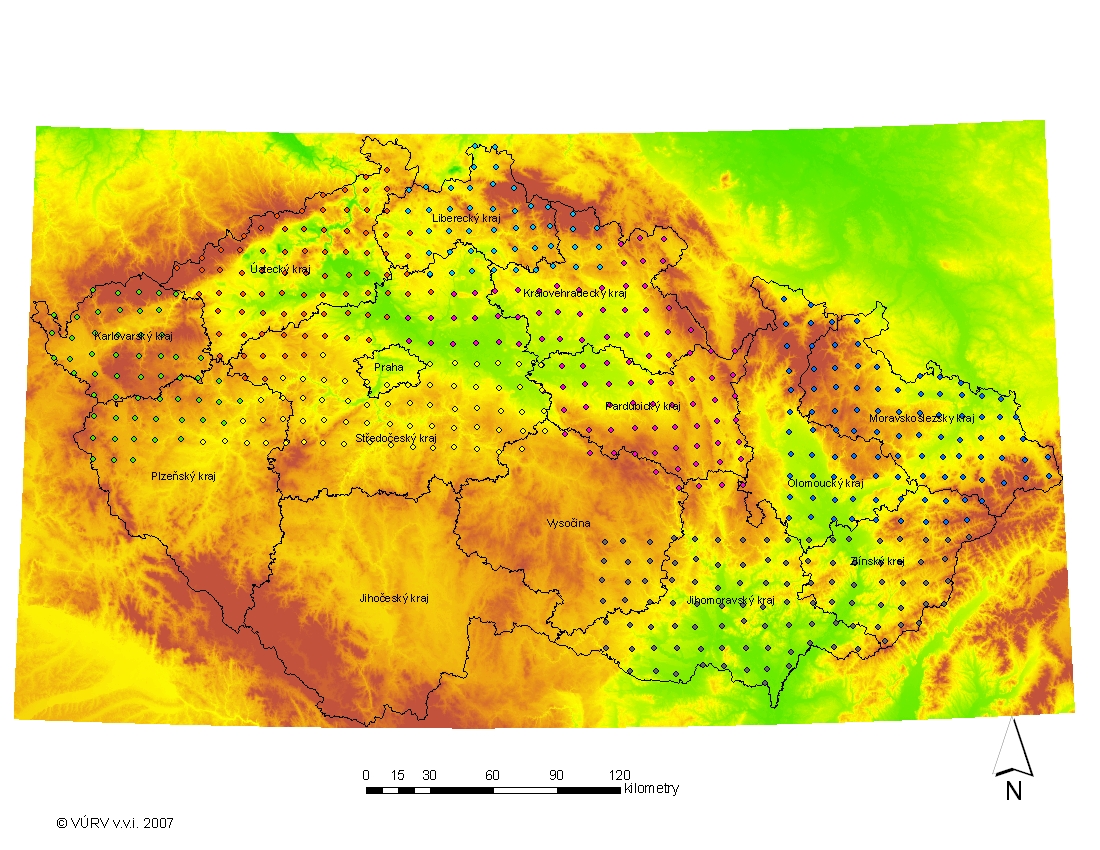 Liberecký kraj
Ústecký kraj
Královehradecký kraj
Karlovarský kraj
Praha
Pardubický kraj
Moravskoslezský kraj
Středočeský kraj
Plzeňský kraj
Olomoucký kraj
Vysočina
Zlínský kraj
Jihočeský kraj
Jihomoravský kraj
0 15 30 60 90 120
kilometry
N
© VÚRV v.v.i. 2007